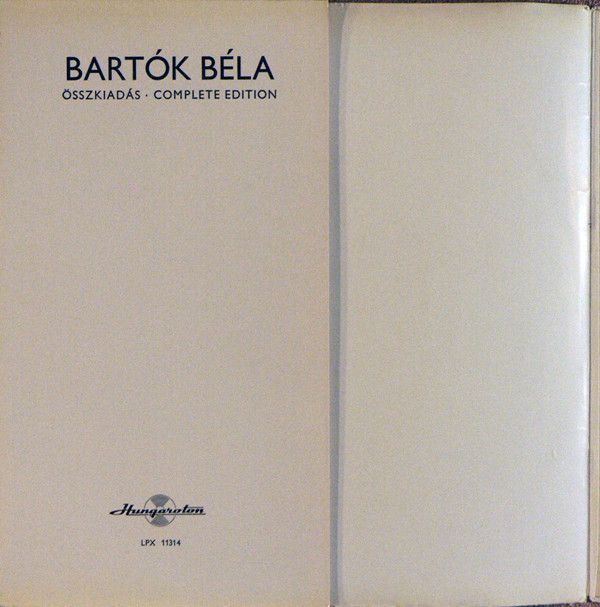 BARTÓK BÉLA
ÖSSZKIADÁS · COMPLETE EDITION
Hungaroton
LPX 11314